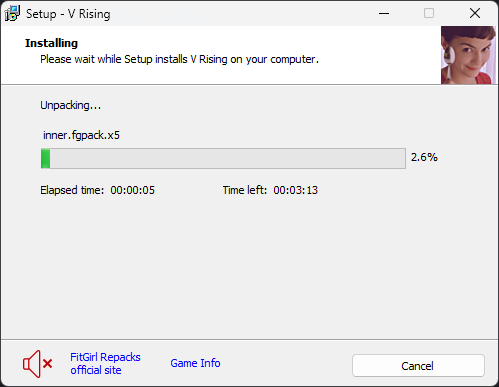 Setup - V Rising
Installing
Please wait while Setup installs V Rising on your computer.
Unpacking...
inner.fgpack.x5
2.6%
Elapsed time: 00:00:05 Time left: 00:03:13
FitGirl Repacks
official site
Game Info
Cancel